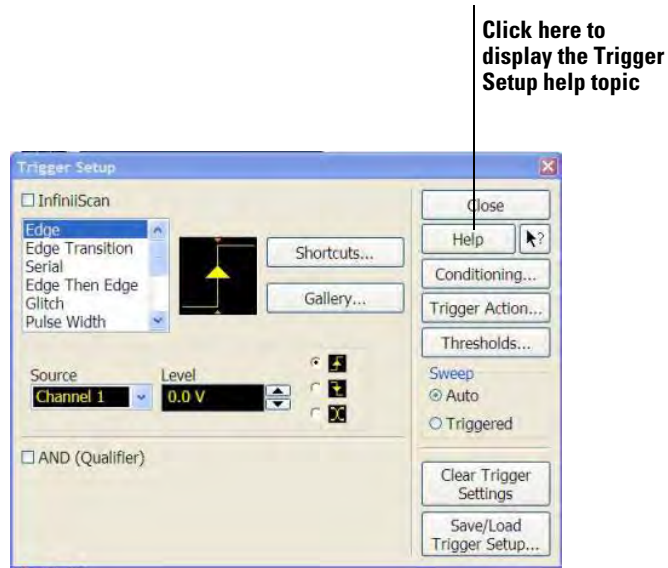 Click here to
display the Trigger
Setup help topic
Trigger Setup
InfiniiScan
Edge
Edge Transition
Serial
Edge Then Edge
Glitch
Pulse Width
Shortcuts...
Gallery...
Source
Channel 1
Level
0.0 V
AND (Qualifier)
Close
Help
?
Conditioning...
Trigger Action...
Thresholds...
Sweep
Auto
Triggered
Clear Trigger
Settings
Save/Load
Trigger Setup...